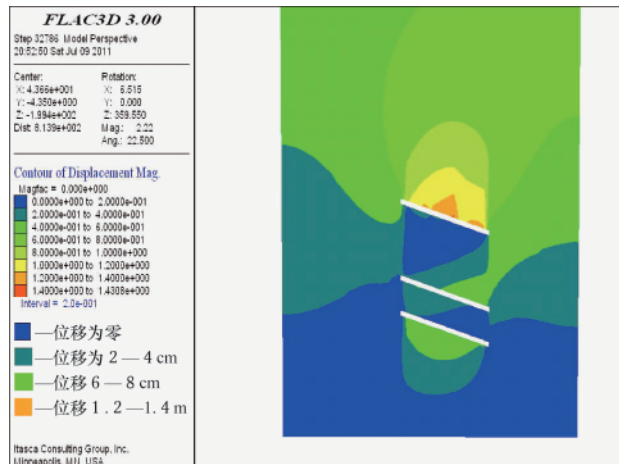 FLAC3D 3.00
Step 32786 Model Perspective
20:52:50 Sat Jul 09 2011
Center:
X: 4.366e+001
Y: -4.350e+000
Z: -1.994e+002
Dist: 8.139e+002
Rotation:
X: 6.515
Y: 0.000
Z: 359.550
Mag.: 2.22
Ang.: 22.500
Contour of Displacement Mag.
Magfac = 0.000e+000
0.0000e+000 to 2.0000e-001
2.0000e-001 to 4.0000e-001
4.0000e-001 to 6.0000e-001
6.0000e-001 to 8.0000e-001
8.0000e-001 to 1.0000e+000
1.0000e+000 to 1.2000e+000
1.2000e+000 to 1.4000e+000
1.4000e+000 to 1.4308e+000
Interval = 2.0e-001
—位移为零
—位移为 2 — 4 cm
—位移 6 — 8 cm
—位移 1 . 2 —1. 4 m
Itasca Consulting Group, Inc.
Minneapolis, MN USA